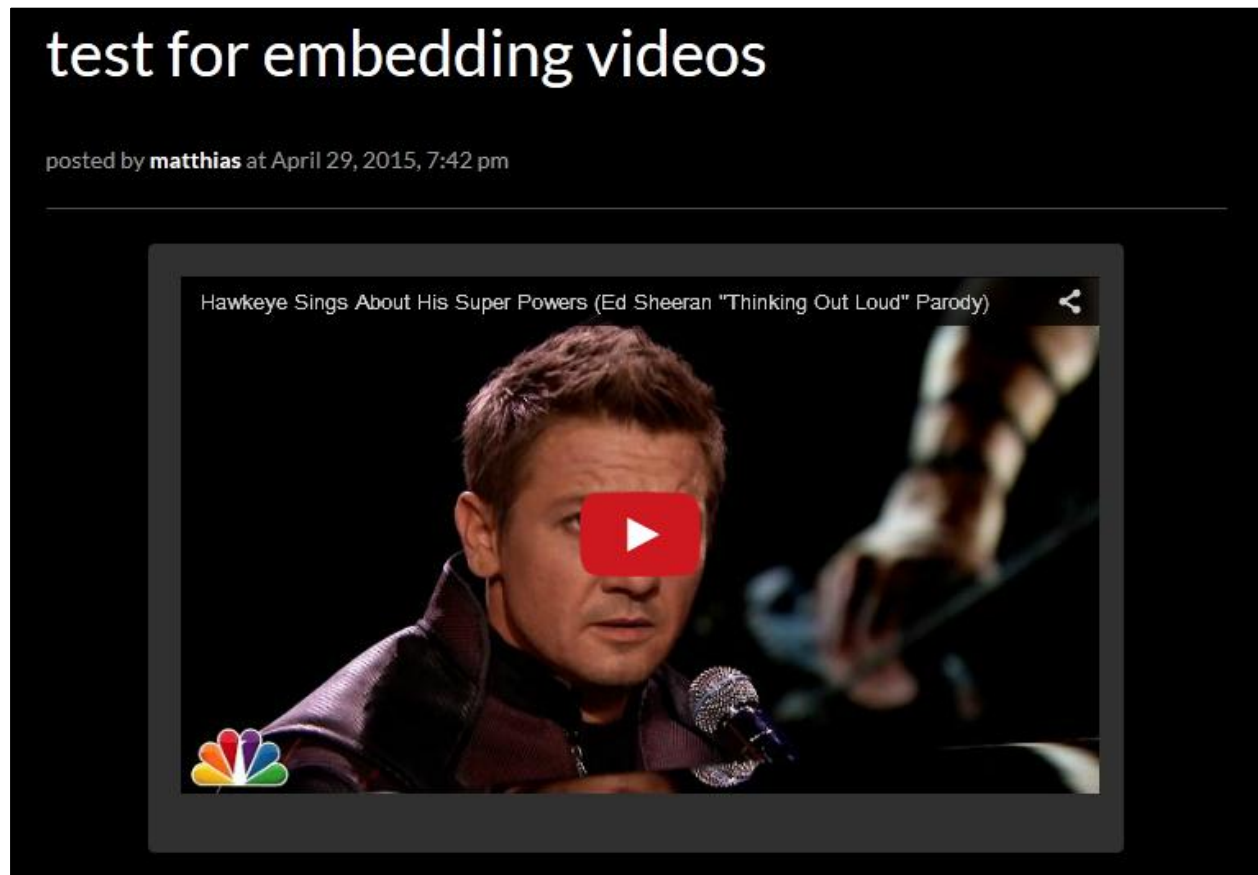 test for embedding videos
posted by matthias at April 29, 2015, 7:42 pm
Hawkeye Sings About His Super Powers (Ed Sheeran "Thinking Out Loud" Parody)